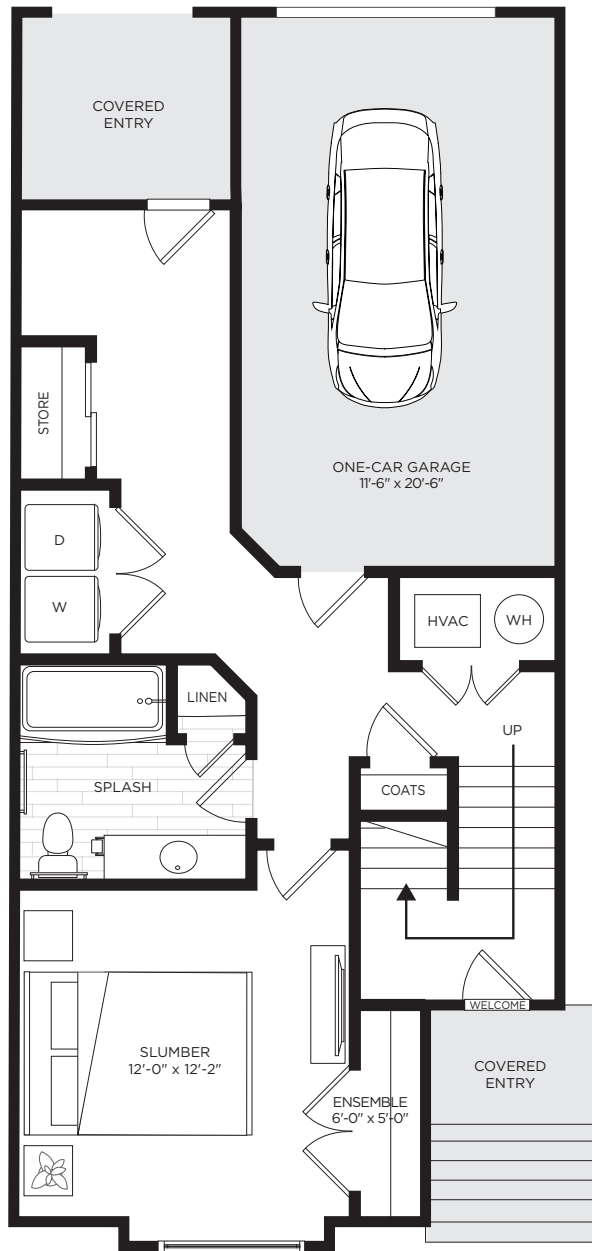 COVERED
ENTRY
STORE
ONE-CAR GARAGE
11'-6" x 20'-6"
D
W
HVAC
WH
LINEN
UP
SPLASH
COATS
WELCOME
SLUMBER
12'-0" x 12'-2"
COVERED
ENTRY
ENSEMBLE
6'-0" x 5'-0"